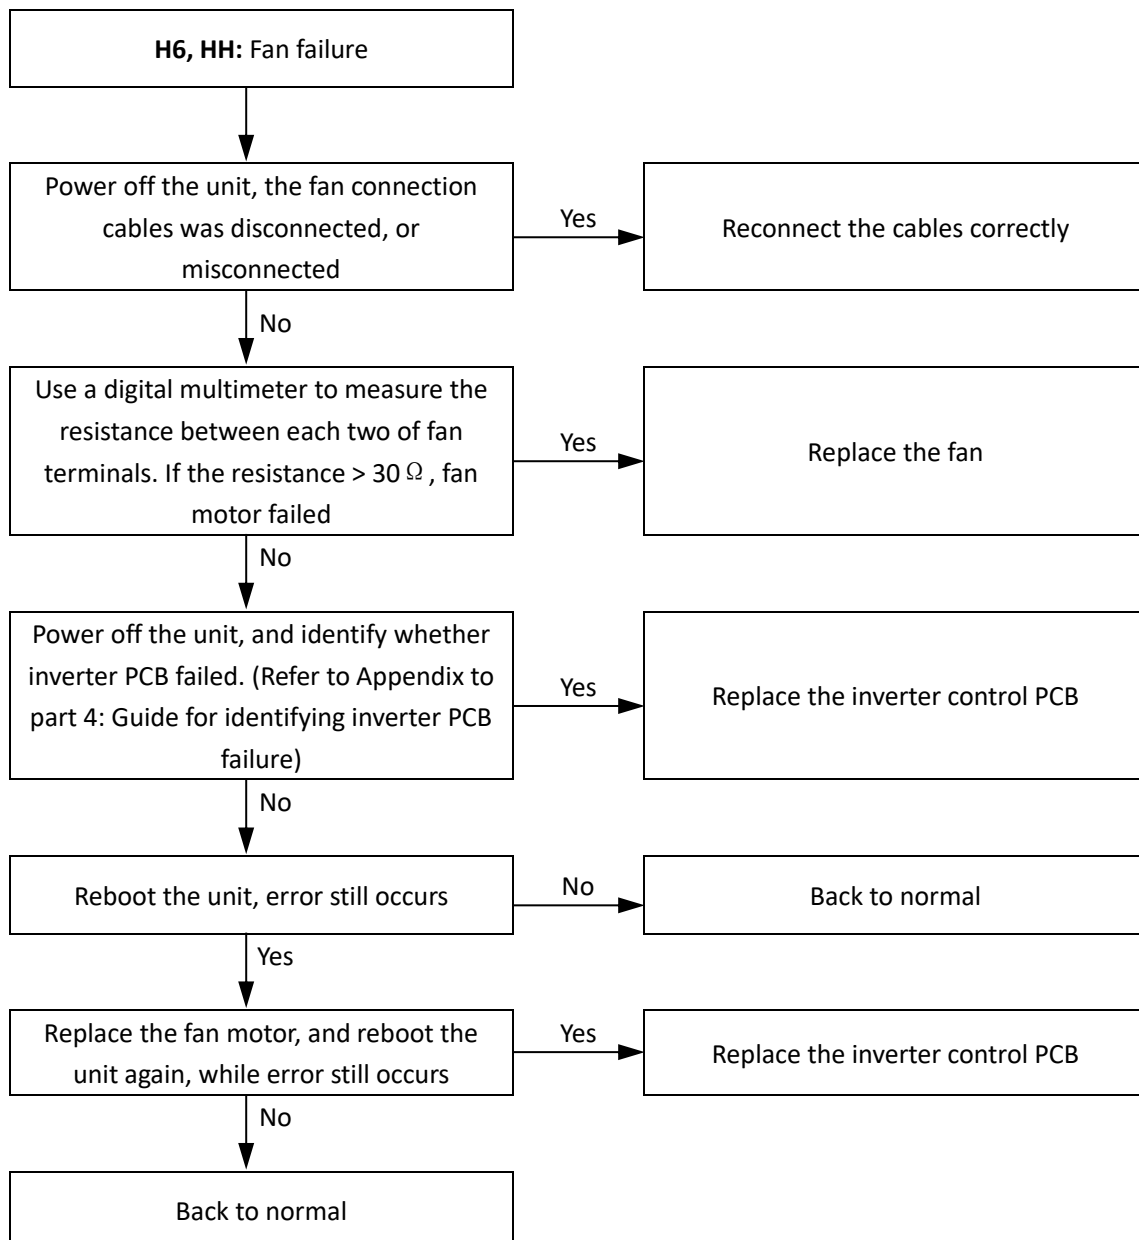 H6, HH: Fan failure
Power off the unit, the fan connection
cables was disconnected, or
misconnected
Yes
Reconnect the cables correctly
No
Use a digital multimeter to measure the
resistance between each two of fan
terminals. If the resistance > 30 Ω , fan
motor failed
Yes
Replace the fan
No
Power off the unit, and identify whether
inverter PCB failed. (Refer to Appendix to
part 4: Guide for identifying inverter PCB
failure)
Yes
Replace the inverter control PCB
No
Reboot the unit, error still occurs
No
Back to normal
Yes
Replace the fan motor, and reboot the
unit again, while error still occurs
Yes
Replace the inverter control PCB
No
Back to normal